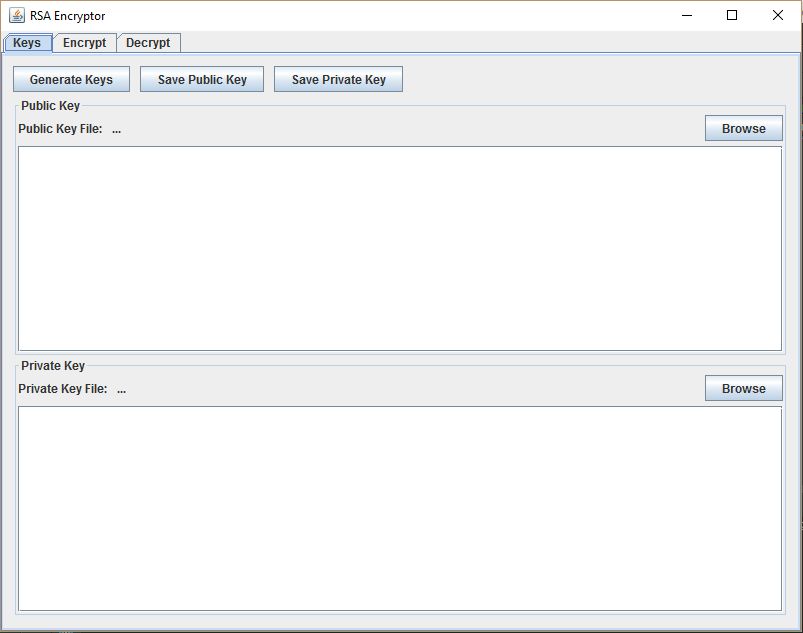 RSA Encryptor
Keys Encrypt Decrypt
Generate Keys Save Public Key Save Private Key
Public Key
Public Key File: ... Browse
Private Key
Private Key File: ... Browse